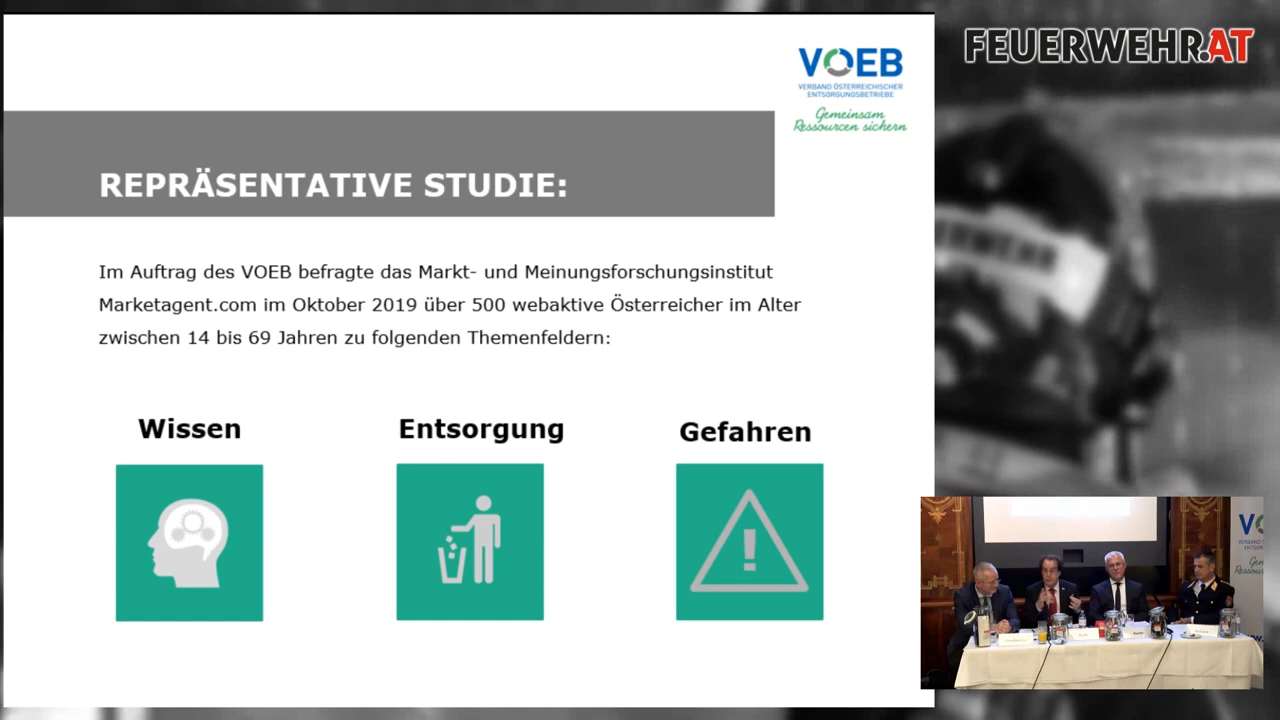 FEUERWEHR.AT
VOEB
VERBAND ÖSTERREICHISCHER
ENTSORGUNGSBETRIEBE
Gemeinsam
Ressourcen sichern
REPRÄSENTATIVE STUDIE:
Im Auftrag des VOEB befragte das Markt- und Meinungsforschungsinstitut
Marketagent.com im Oktober 2019 über 500 webaktive Österreicher im Alter
zwischen 14 bis 69 Jahren zu folgenden Themenfeldern:
Wissen
Entsorgung
Gefahren